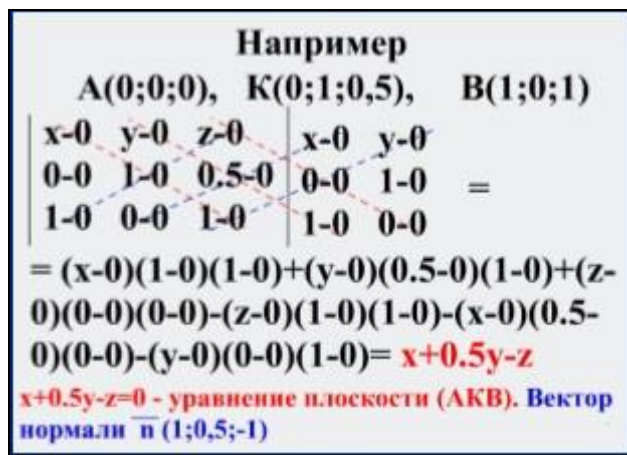 Например
А(0;0;0), К(0;1;0,5), В(1;0;1)
x-0 y-0 z-0 x-0 y-0
0-0 1-0 0.5-0 0-0 1-0 =
1-0 0-0 1-0 1-0 0-0
= (x-0)(1-0)(1-0)+(y-0)(0.5-0)(1-0)+(z-
0)(0-0)(0-0)-(z-0)(1-0)(1-0)-(x-0)(0.5-
0)(0-0)-(y-0)(0-0)(1-0)= x+0.5y-z
x+0.5y-z=0 - уравнение плоскости (АКВ). Вектор
нормали n (1;0,5;-1)